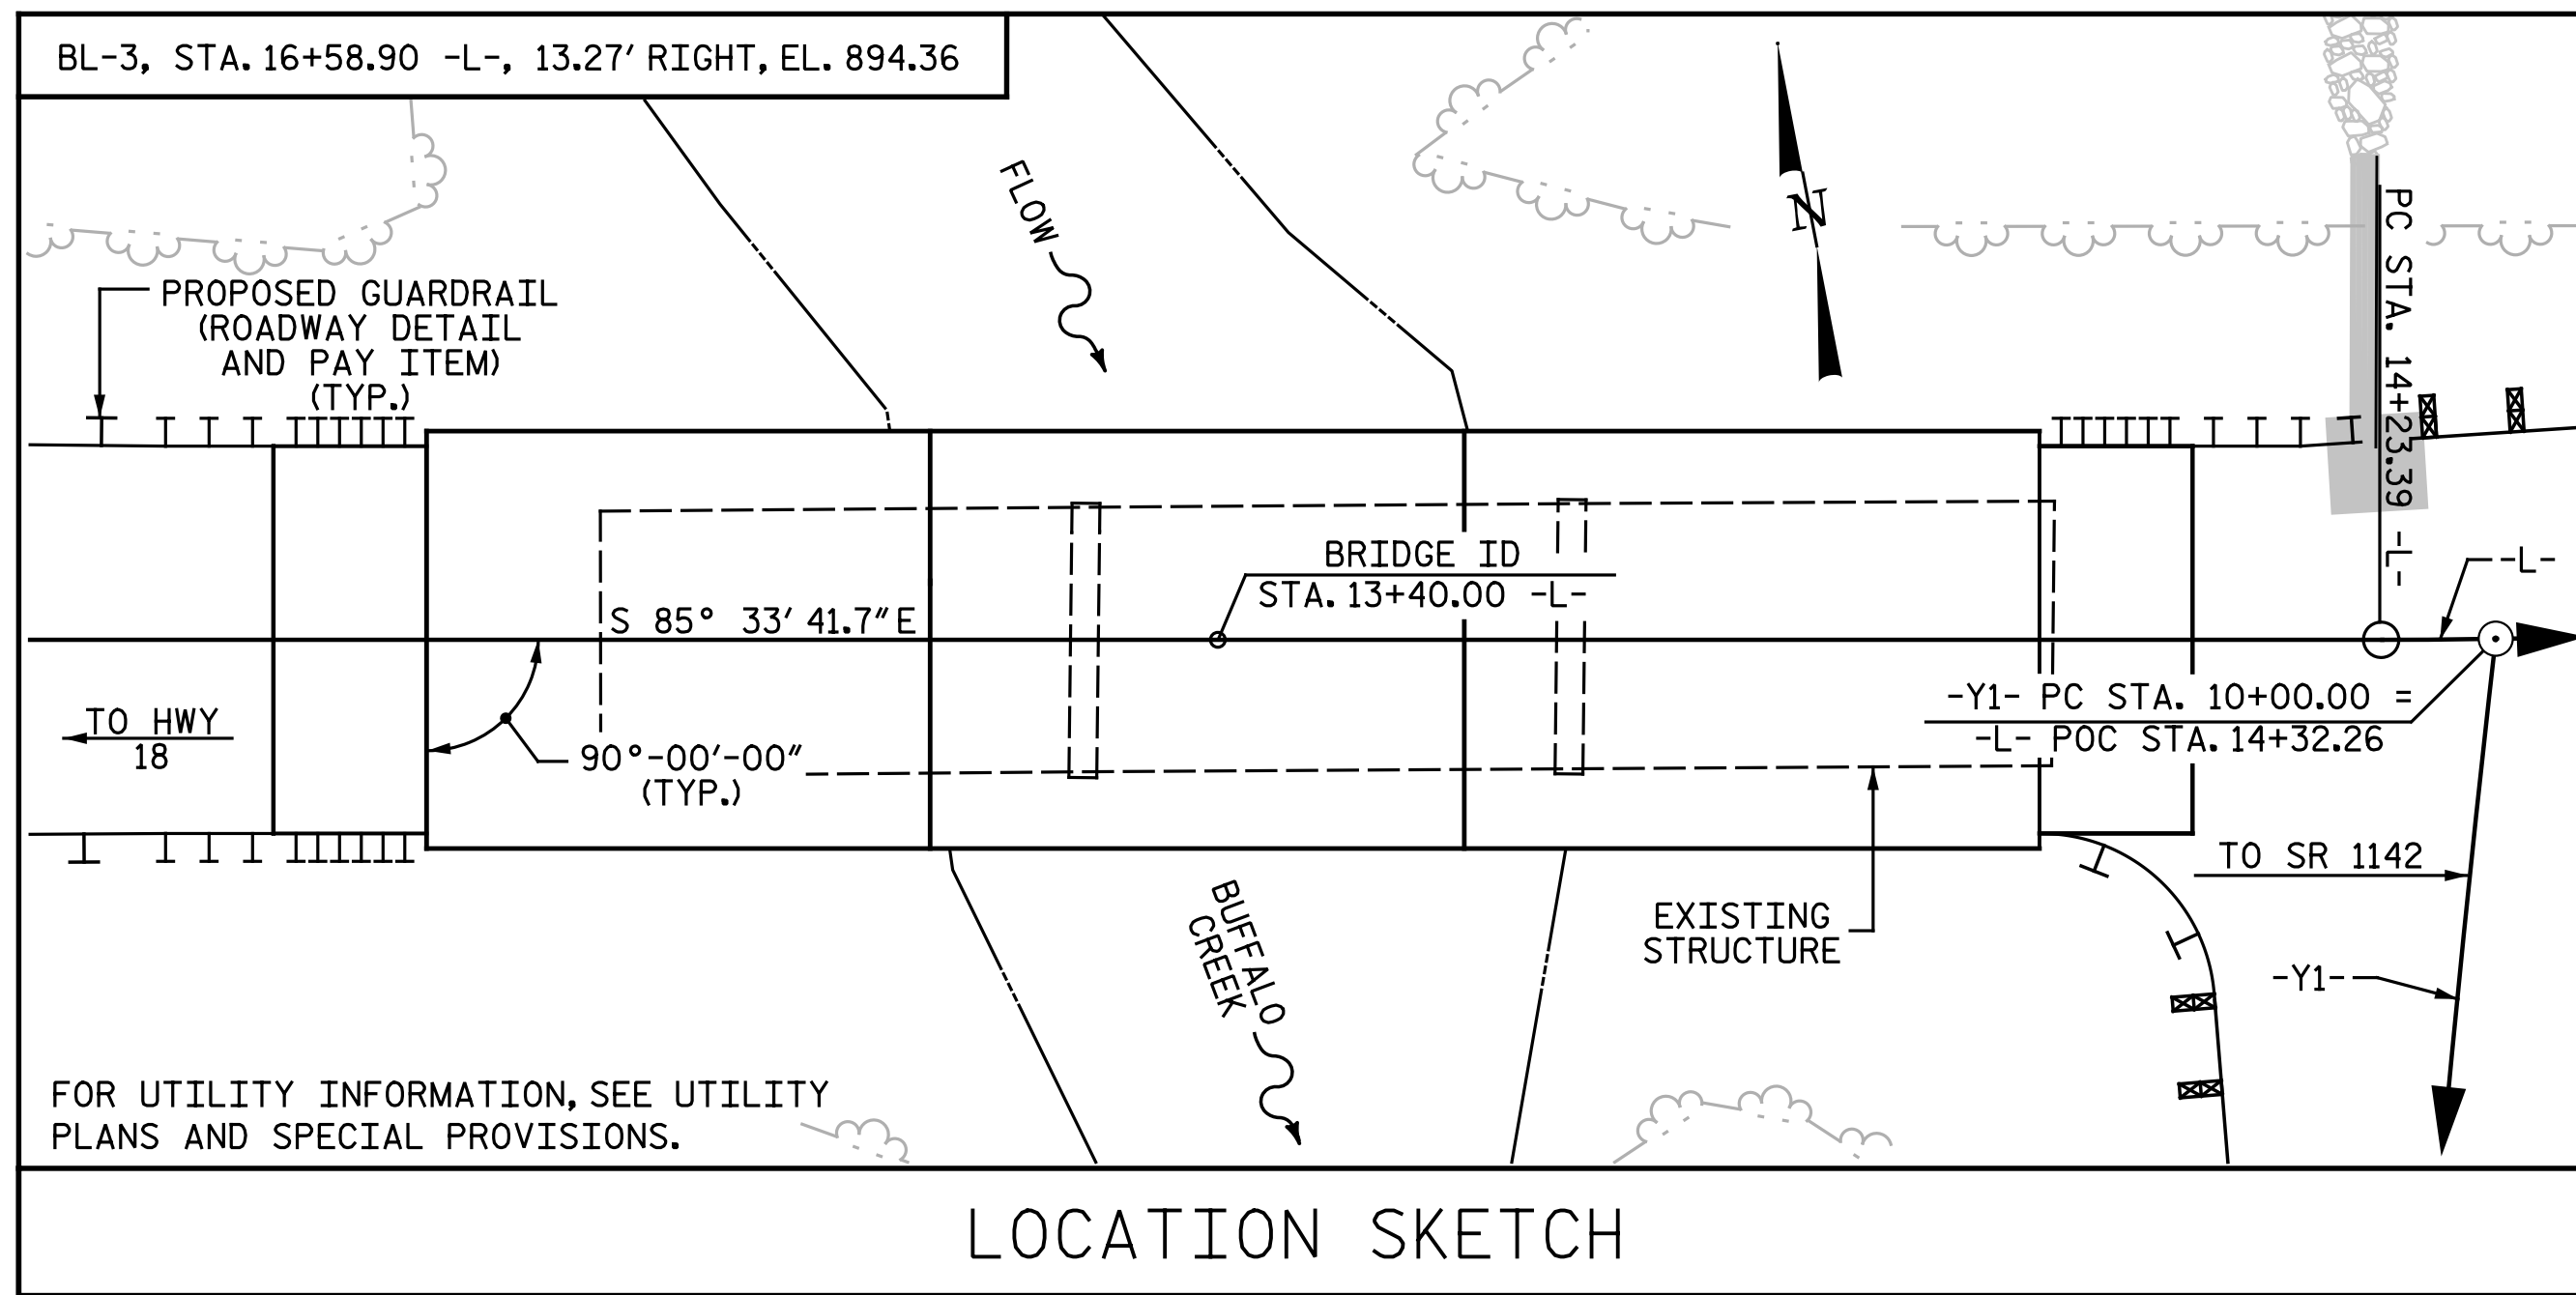 BL-3, STA. 16+58.90 -L-, 13.27' RIGHT, EL. 894.36
FLOW
N
PC STA. 14+23.39 -L-
PROPOSED GUARDRAIL
(ROADWAY DETAIL
AND PAY ITEM)
(TYP.)
BRIDGE ID
STA. 13+40.00 -L-
-L-
S 85° 33' 41.7" E
TO HWY
18
90°-00'-00"
(TYP.)
-Y1- PC STA. 10+00.00 =
-L- POC STA. 14+32.26
TO SR 1142
EXISTING
STRUCTURE
BUFFALO
CREEK
-Y1-
FOR UTILITY INFORMATION, SEE UTILITY
PLANS AND SPECIAL PROVISIONS.
LOCATION SKETCH